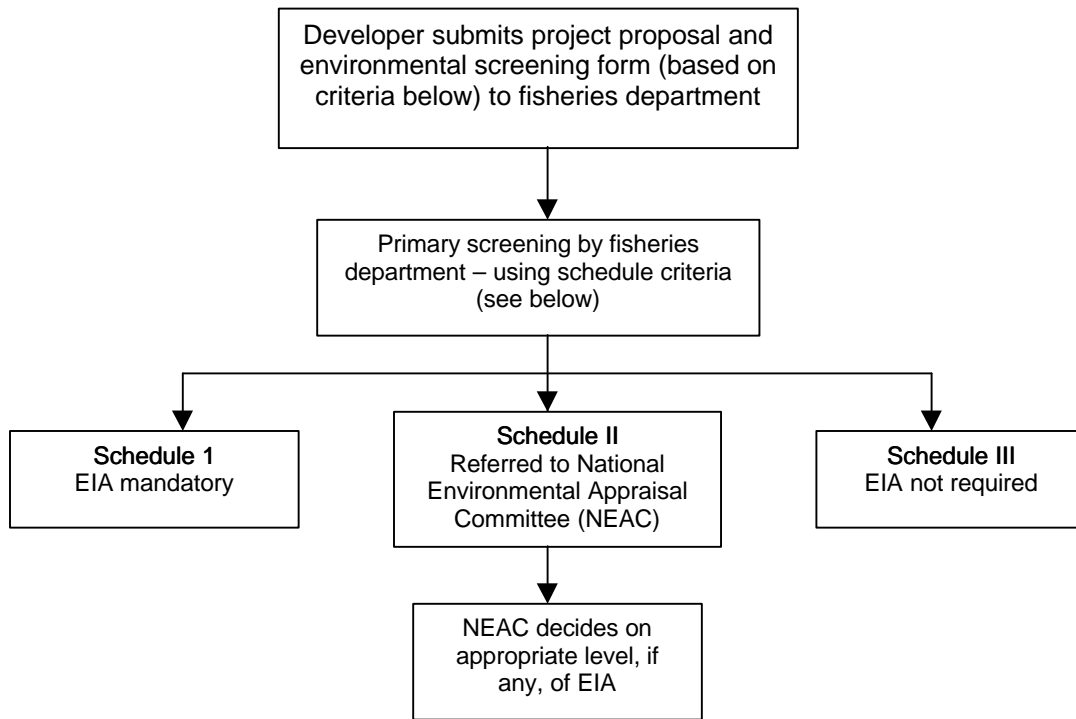 Developer submits project proposal and
environmental screening form (based on
criteria below) to fisheries department
Primary screening by fisheries
department – using schedule criteria
(see below)
Schedule 1
EIA mandatory
Schedule II
Referred to National
Environmental Appraisal
Committee (NEAC)
Schedule III
EIA not required
NEAC decides on
appropriate level, if
any, of EIA